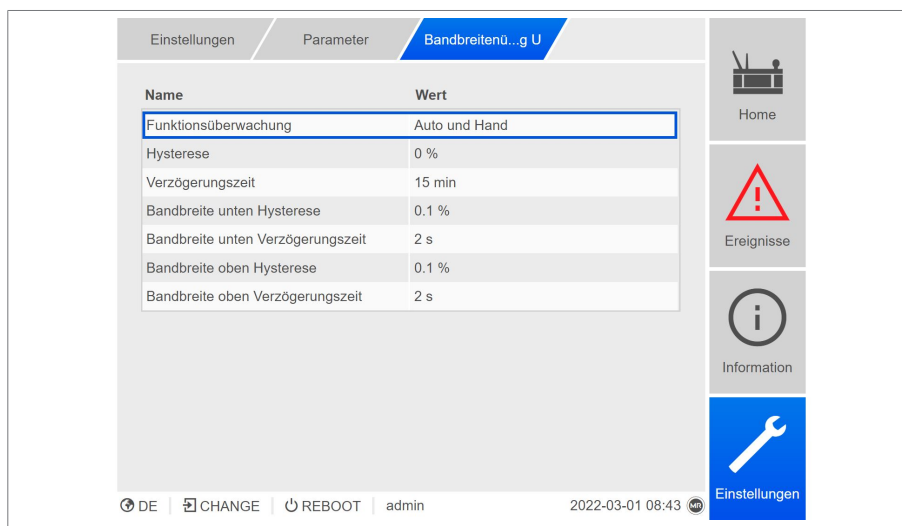 Einstellungen Parameter Bandbreitenü...g U
Name Wert
Funktionsüberwachung Auto und Hand
Hysterese 0 %
Verzögerungszeit 15 min
Bandbreite unten Hysterese 0.1 %
Bandbreite unten Verzögerungszeit 2 s
Bandbreite oben Hysterese 0.1 %
Bandbreite oben Verzögerungszeit 2 s
Home
Ereignisse
Information
Einstellungen
DE CHANGE REBOOT admin 2022-03-01 08:43 MR